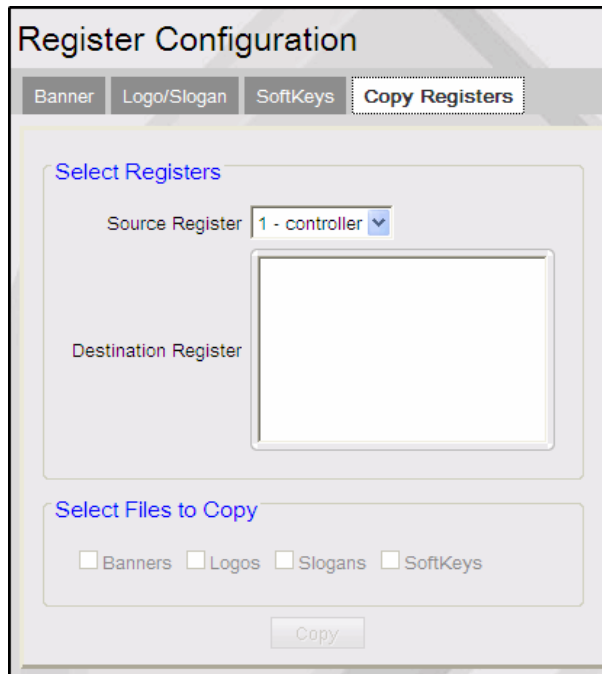 Register Configuration
Banner Logo/Slogan SoftKeys Copy Registers
Select Registers
Source Register 1 - controller
Destination Register
Select Files to Copy
Banners Logos Slogans SoftKeys
Copy